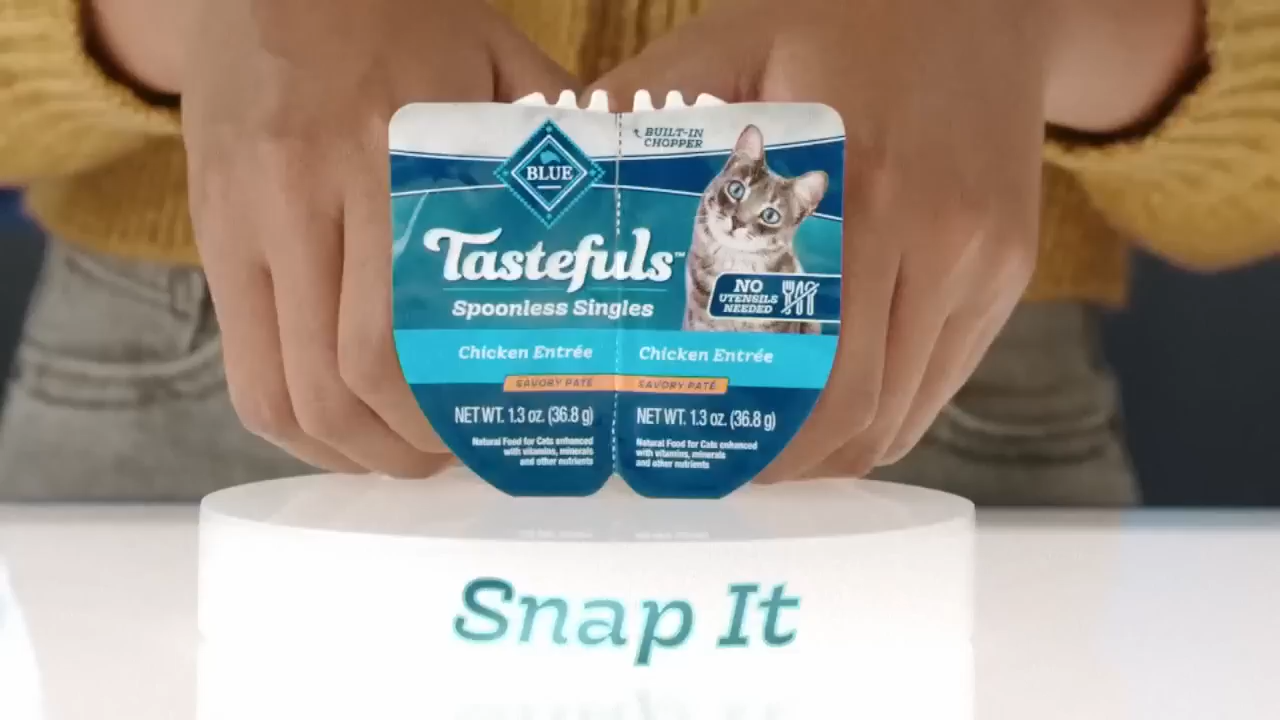 BUILT-IN
CHOPPER
BLUE
Tastefuls™
Spoonless Singles
NO
UTENSILS
NEEDED
Chicken Entrée
Chicken Entrée
SAVORY PATÉ
SAVORY PATÉ
NET WT. 1.3 oz. (36.8 g)
NET WT. 1.3 oz. (36.8 g)
Natural Food for Cats enhanced
with vitamins, minerals
and other nutrients
Natural Food for Cats enhanced
with vitamins, minerals
and other nutrients
Snap It